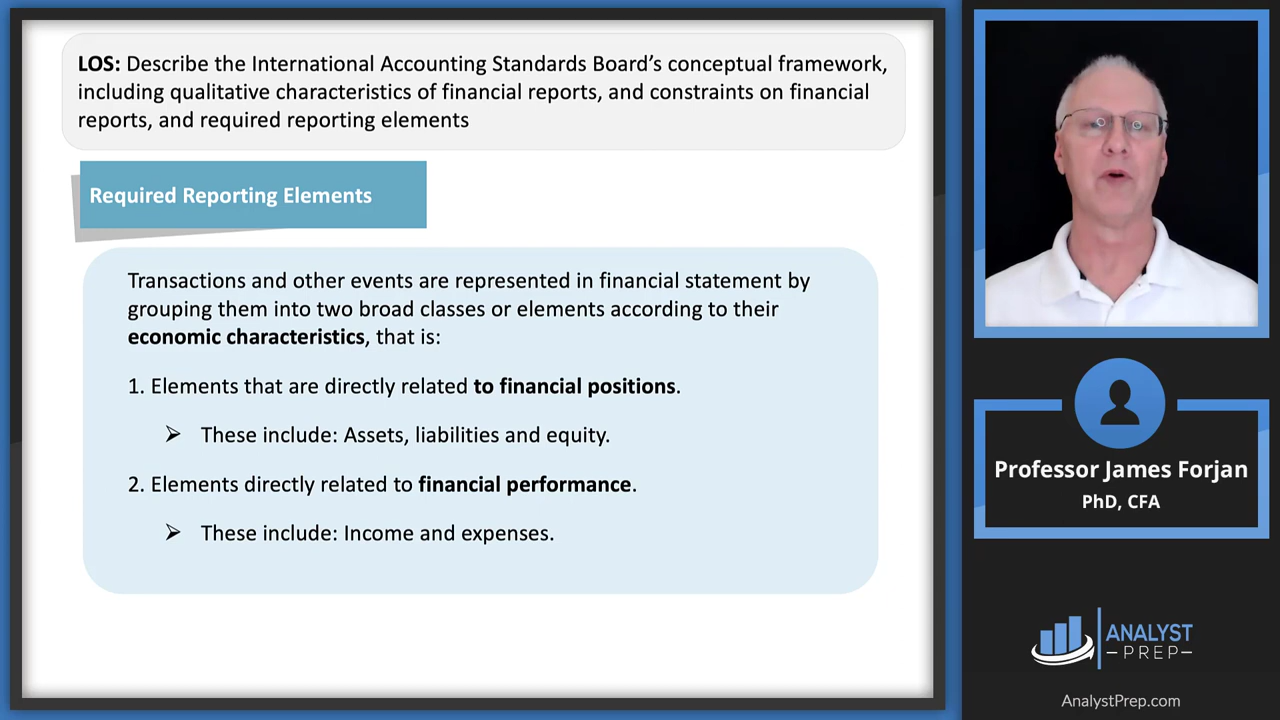 LOS: Describe the International Accounting Standards Board’s conceptual framework,
including qualitative characteristics of financial reports, and constraints on financial
reports, and required reporting elements
Required Reporting Elements
Transactions and other events are represented in financial statement by
grouping them into two broad classes or elements according to their
economic characteristics, that is:
1. Elements that are directly related to financial positions.
➢ These include: Assets, liabilities and equity.
2. Elements directly related to financial performance.
➢ These include: Income and expenses.
Professor James Forjan
PhD, CFA
ANALYST
–PREP–
AnalystPrep.com